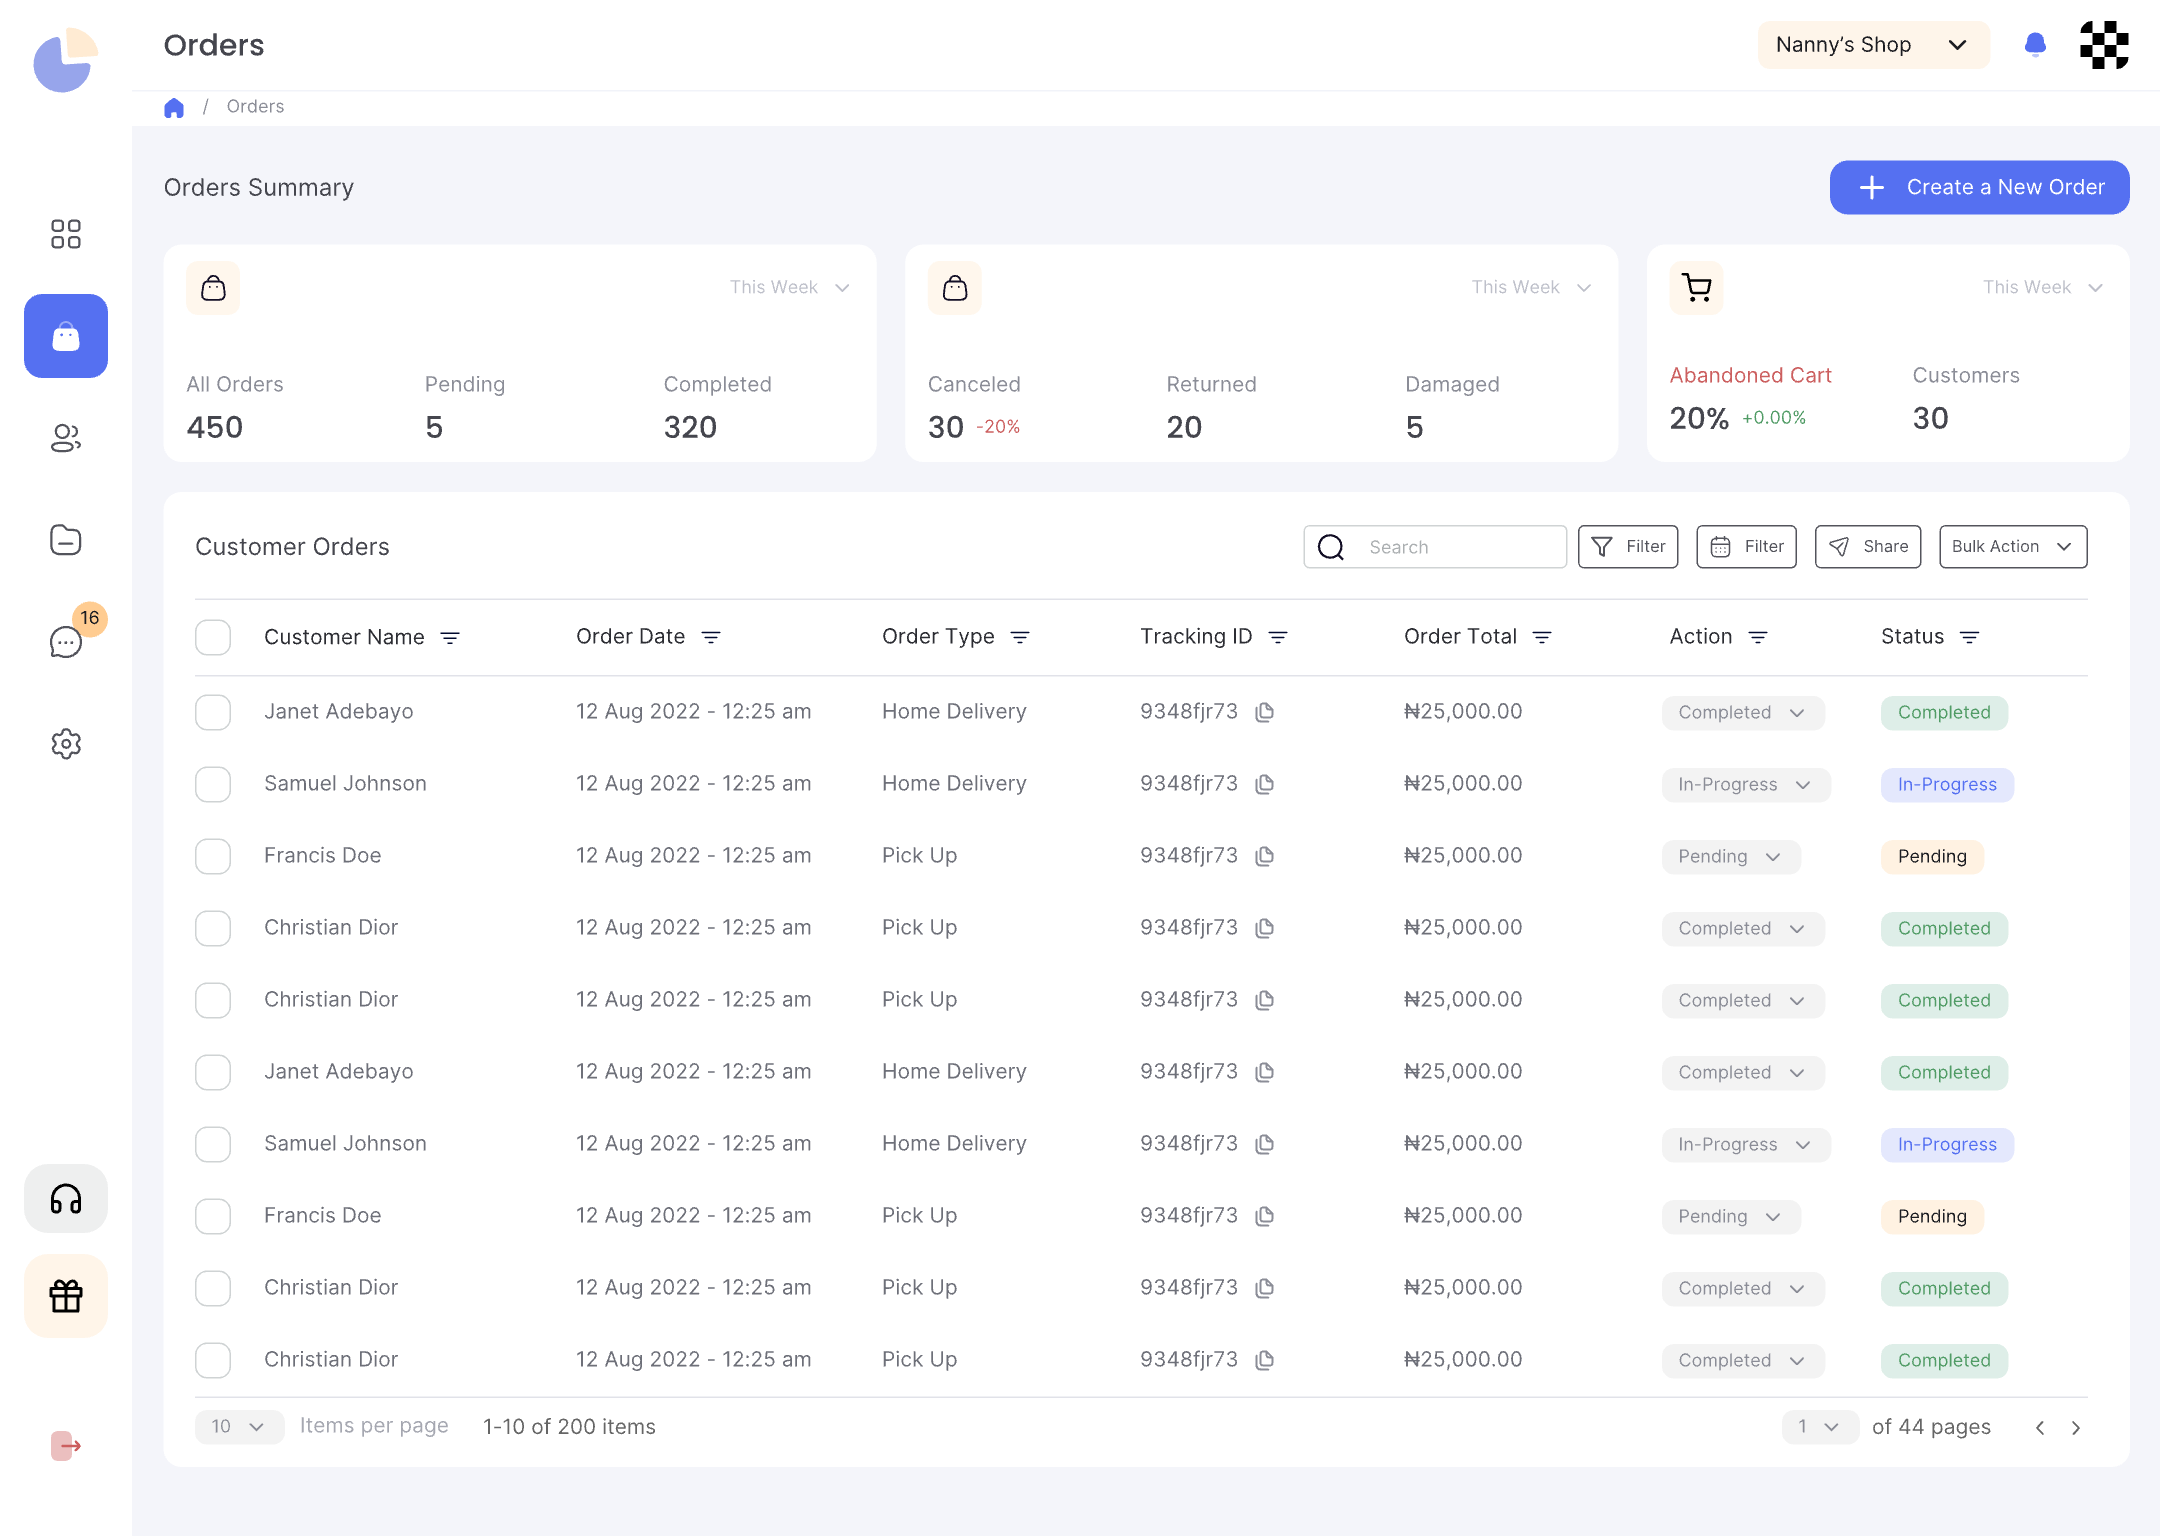 Orders
Nanny’s Shop
/ Orders
Orders Summary
Create a New Order
This Week
All Orders Pending Completed
450 5 320
This Week
Canceled Returned Damaged
30 -20% 20 5
This Week
Abandoned Cart Customers
20% +0.00% 30
16
Customer Orders
Search
Filter
Filter
Share
Bulk Action
Customer Name Order Date Order Type Tracking ID Order Total Action Status
Janet Adebayo 12 Aug 2022 - 12:25 am Home Delivery 9348fjr73 ₦25,000.00 Completed Completed
Samuel Johnson 12 Aug 2022 - 12:25 am Home Delivery 9348fjr73 ₦25,000.00 In-Progress In-Progress
Francis Doe 12 Aug 2022 - 12:25 am Pick Up 9348fjr73 ₦25,000.00 Pending Pending
Christian Dior 12 Aug 2022 - 12:25 am Pick Up 9348fjr73 ₦25,000.00 Completed Completed
Christian Dior 12 Aug 2022 - 12:25 am Pick Up 9348fjr73 ₦25,000.00 Completed Completed
Janet Adebayo 12 Aug 2022 - 12:25 am Home Delivery 9348fjr73 ₦25,000.00 Completed Completed
Samuel Johnson 12 Aug 2022 - 12:25 am Home Delivery 9348fjr73 ₦25,000.00 In-Progress In-Progress
Francis Doe 12 Aug 2022 - 12:25 am Pick Up 9348fjr73 ₦25,000.00 Pending Pending
Christian Dior 12 Aug 2022 - 12:25 am Pick Up 9348fjr73 ₦25,000.00 Completed Completed
Christian Dior 12 Aug 2022 - 12:25 am Pick Up 9348fjr73 ₦25,000.00 Completed Completed
10 Items per page 1-10 of 200 items 1 of 44 pages